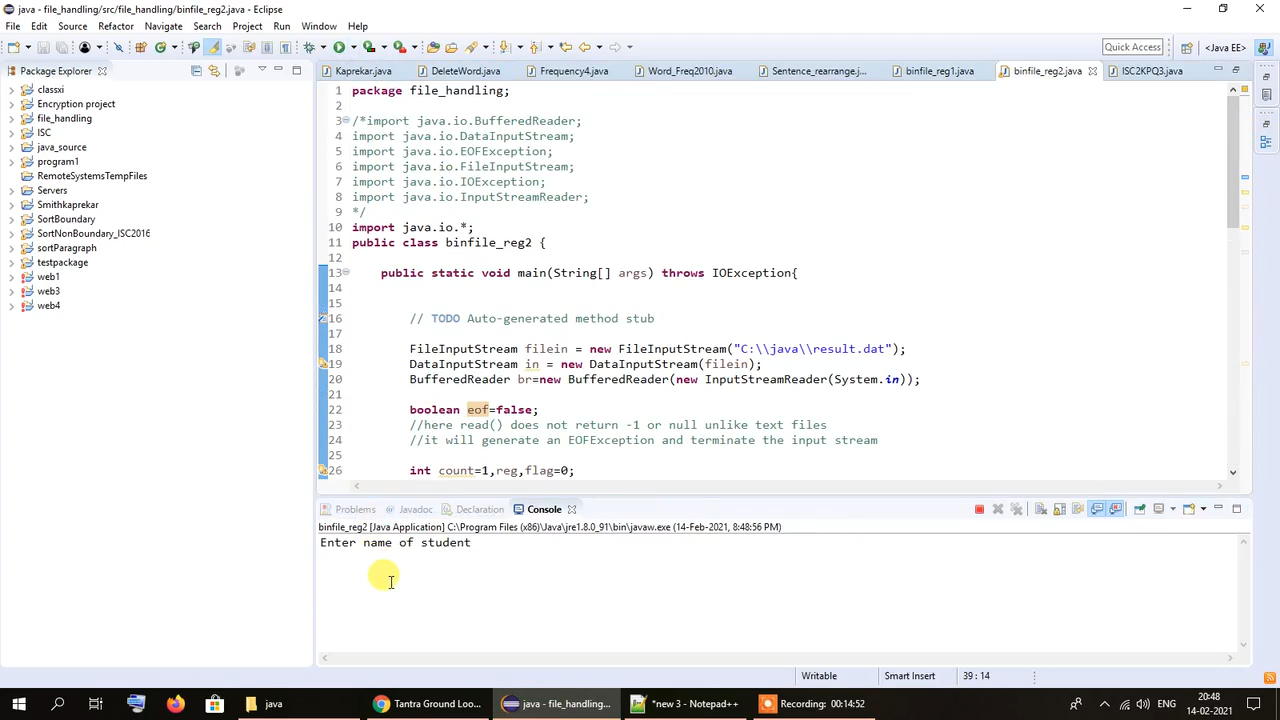 java - file_handling/src/file_handling/binfile_reg2.java - Eclipse
File Edit Source Refactor Navigate Search Project Run Window Help
Quick Access
<Java EE>
Package Explorer
Kaprekar.java DeleteWord.java Frequency4.java Word_Freq2010.java Sentence_rearrange.j... binfile_reg1.java binfile_reg2.java ISC2KPQ3.java
classxi
Encryption project
file_handling
ISC
java_source
program1
RemoteSystemsTempFiles
Servers
Smithkaprekar
SortBoundary
SortNonBoundary_ISC2016
sortParagraph
testpackage
web1
web3
web4
1 package file_handling;
2
3 /*import java.io.BufferedReader;
4 import java.io.DataInputStream;
5 import java.io.EOFException;
6 import java.io.FileInputStream;
7 import java.io.IOException;
8 import java.io.InputStreamReader;
9 */
10 import java.io.*;
11 public class binfile_reg2 {
12
13 public static void main(String[] args) throws IOException{
14
15
16 // TODO Auto-generated method stub
17
18 FileInputStream filein = new FileInputStream("C:\\java\\result.dat");
19 DataInputStream in = new DataInputStream(filein);
20 BufferedReader br=new BufferedReader(new InputStreamReader(System.in));
21
22 boolean eof=false;
23 //here read() does not return -1 or null unlike text files
24 //it will generate an EOFException and terminate the input stream
25
26 int count=1,reg,flag=0;
Problems Javadoc Declaration Console
binfile_reg2 [Java Application] C:\Program Files (x86)\Java\jre1.8.0_91\bin\javaw.exe (14-Feb-2021, 8:48:56 PM)
Enter name of student
Writable Smart Insert 39 : 14
java
Tantra Ground Loo...
java - file_handling...
*new 3 - Notepad++
Recording: 00:14:52
20:48
14-02-2021